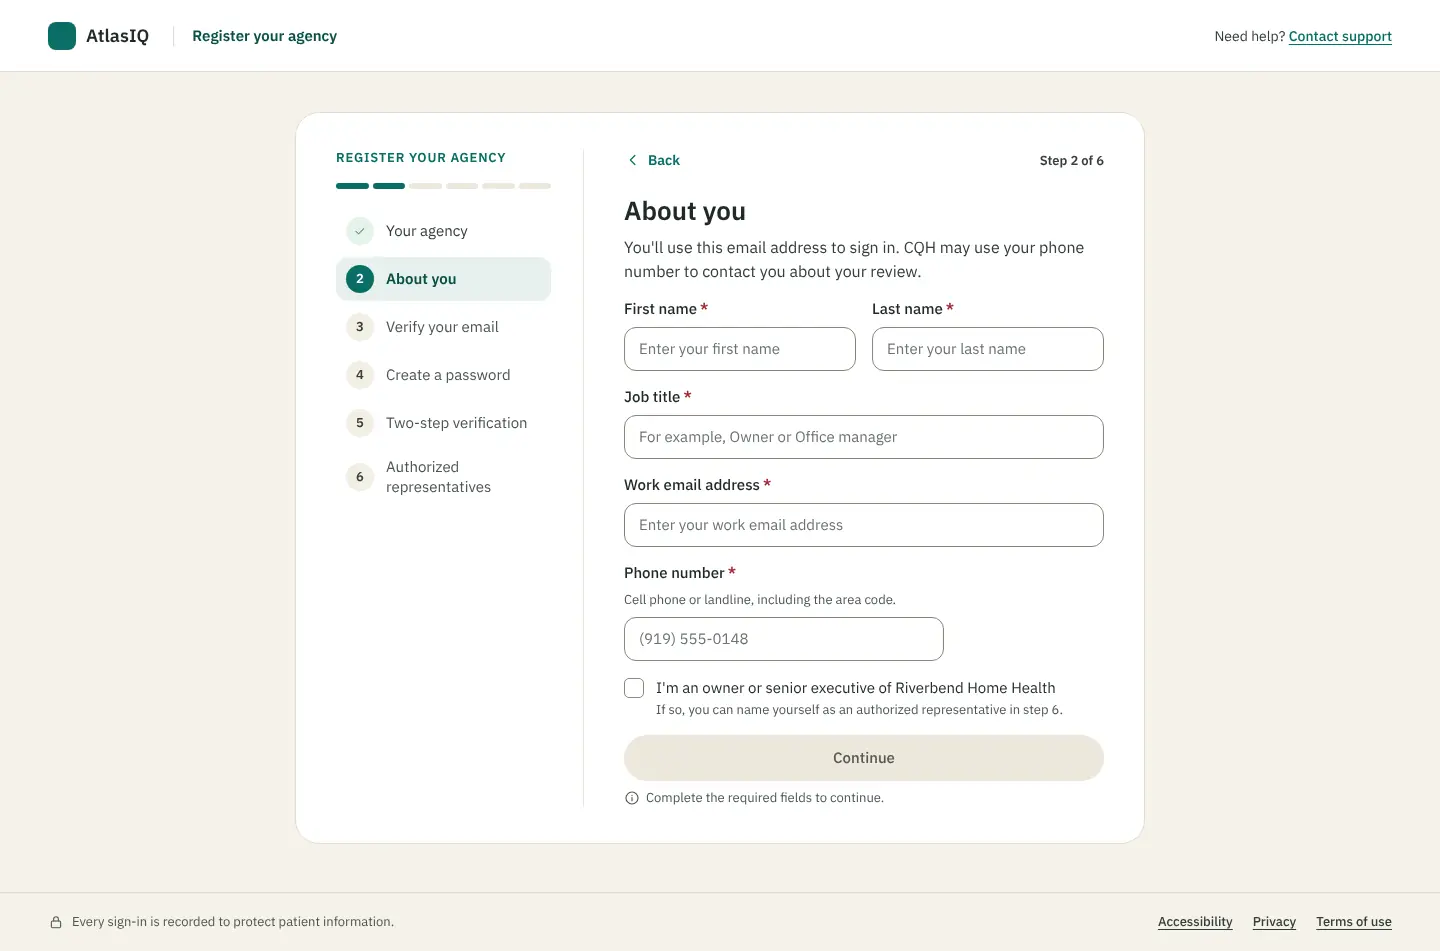 AtlasIQ
Register your agency
Need help? Contact support
REGISTER YOUR AGENCY
Your agency
2 About you
3 Verify your email
4 Create a password
5 Two-step verification
6 Authorized
representatives
Back
Step 2 of 6
About you
You'll use this email address to sign in. CQH may use your phone
number to contact you about your review.
First name *
Last name *
Enter your first name
Enter your last name
Job title *
For example, Owner or Office manager
Work email address *
Enter your work email address
Phone number *
Cell phone or landline, including the area code.
(919) 555-0148
I'm an owner or senior executive of Riverbend Home Health
If so, you can name yourself as an authorized representative in step 6.
Continue
Complete the required fields to continue.
Every sign-in is recorded to protect patient information.
Accessibility
Privacy
Terms of use